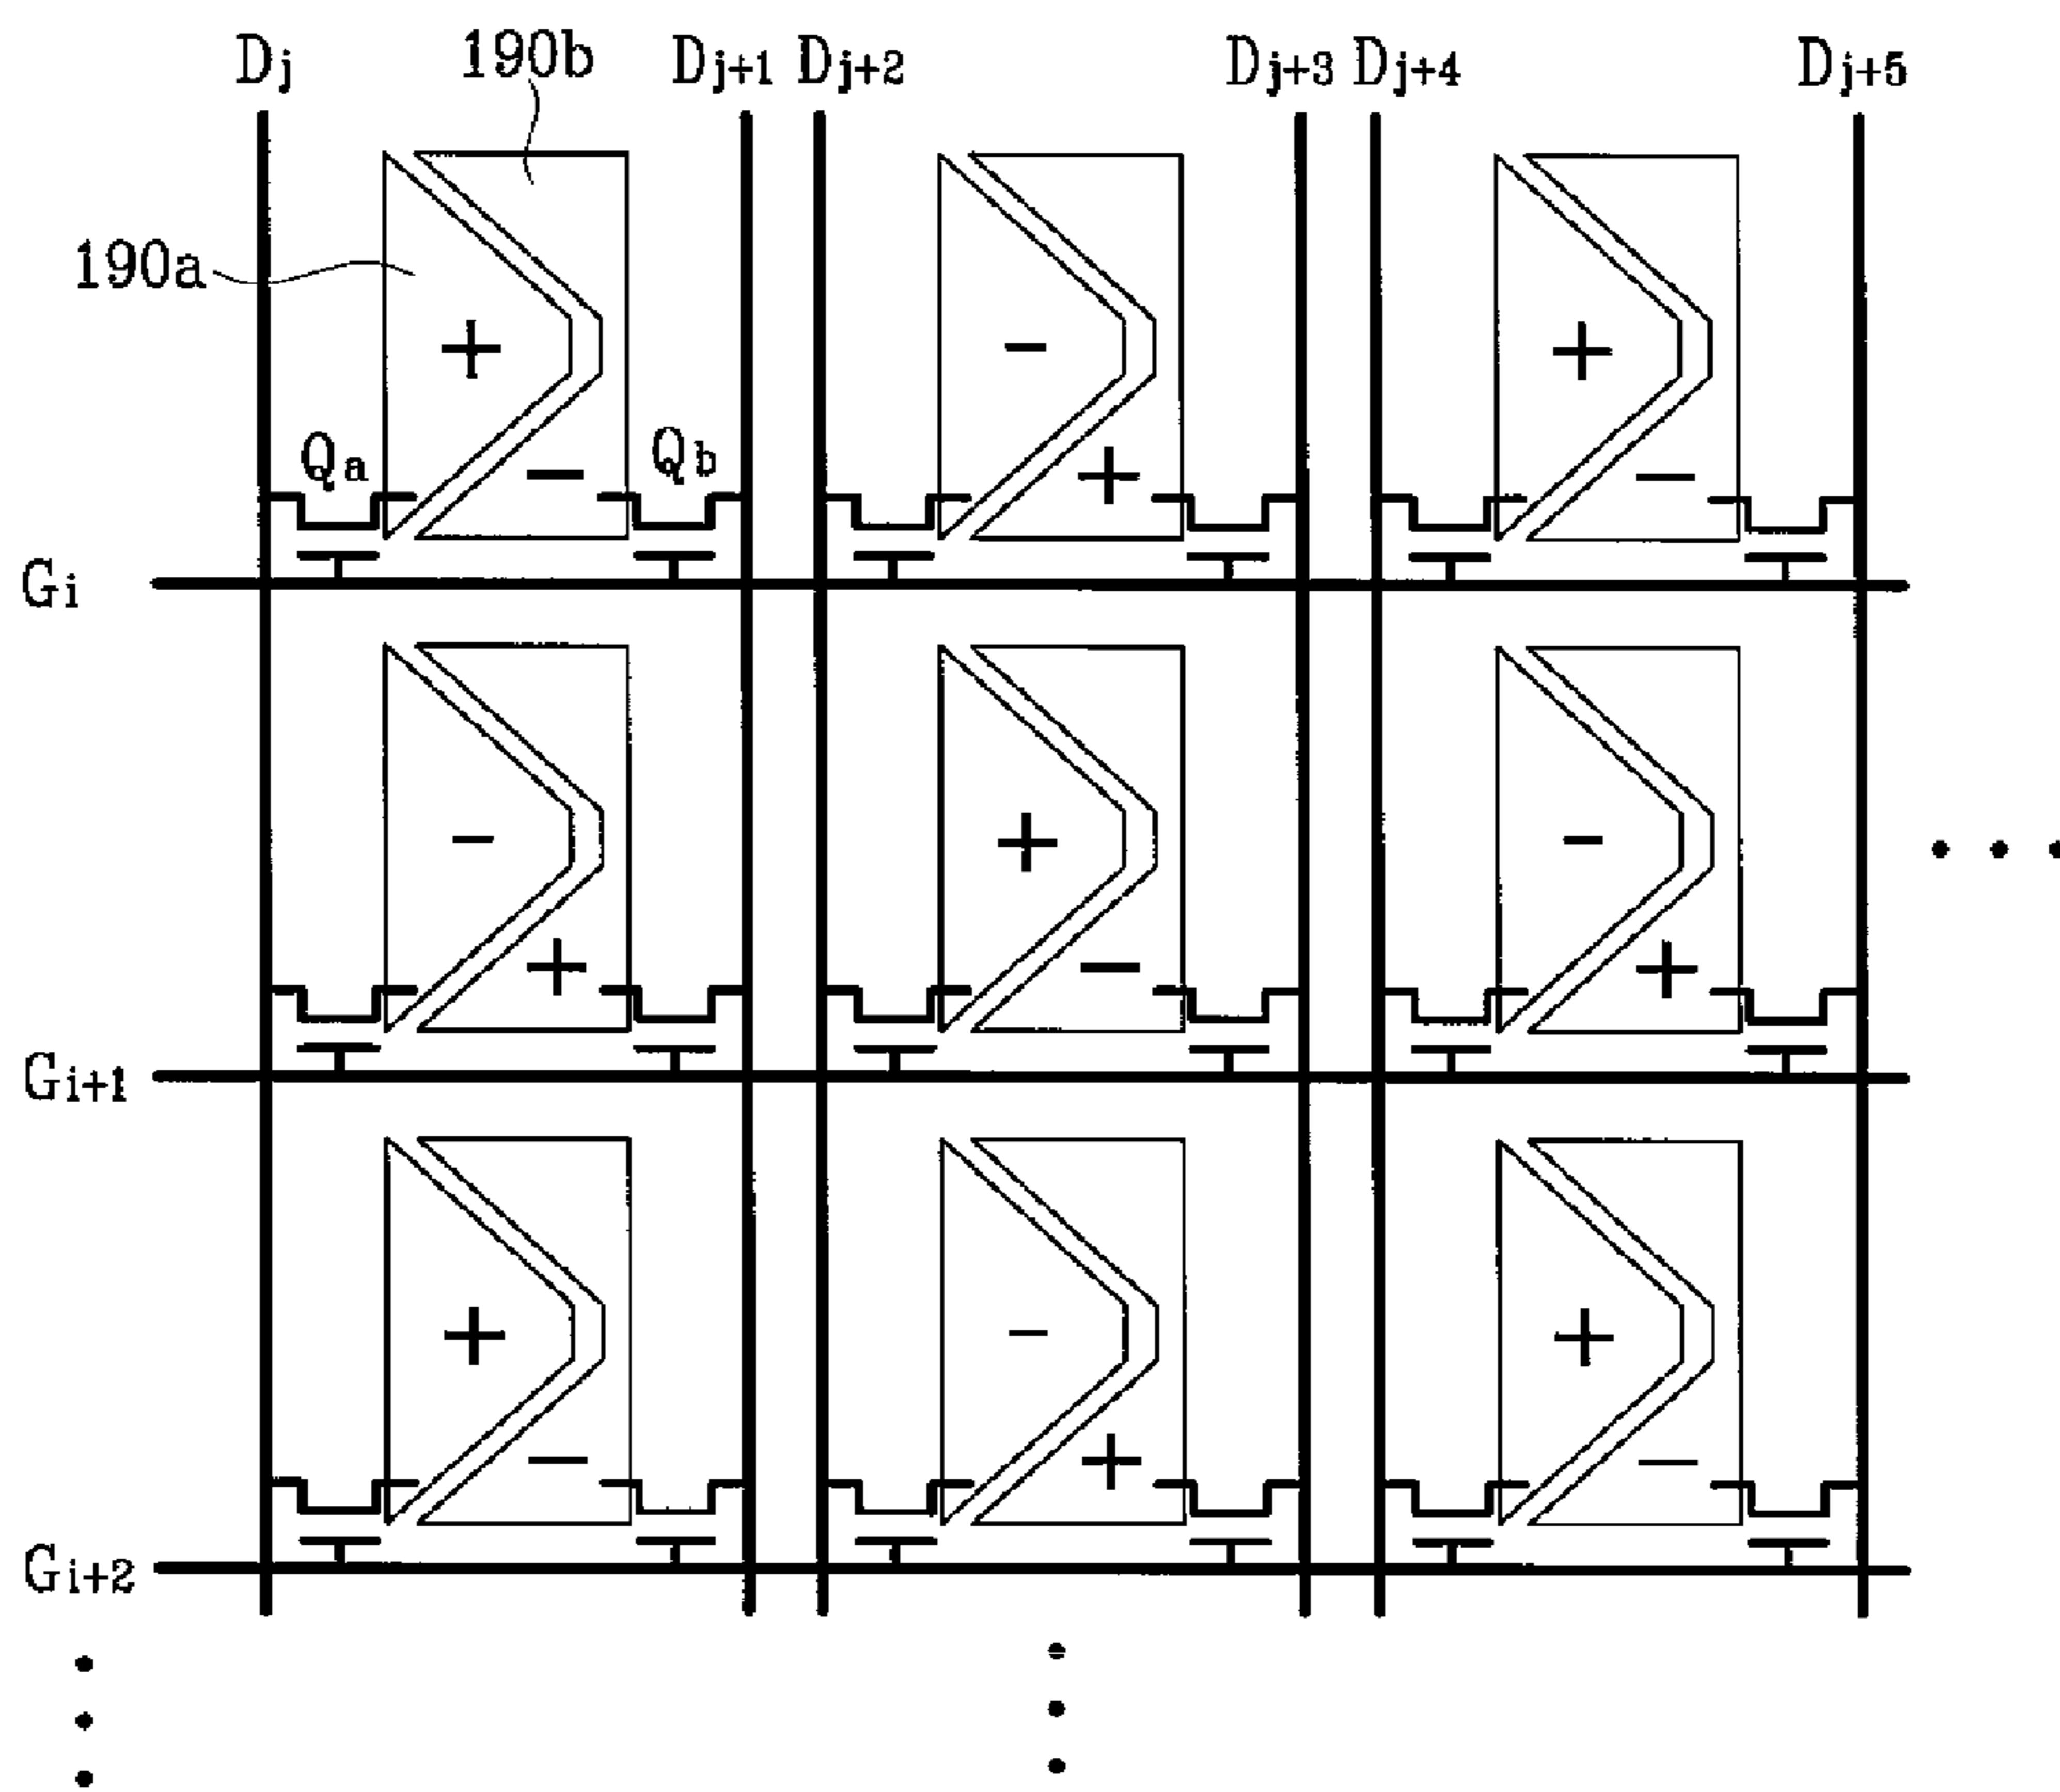 Dj 190b Dj+1 Dj+2 Dj+3 Dj+4 Dj+5
190a
+ - +
Qa Qb
- + -
Gi
- + -
+ - +
Gi+1
+ - +
- + -
Gi+2